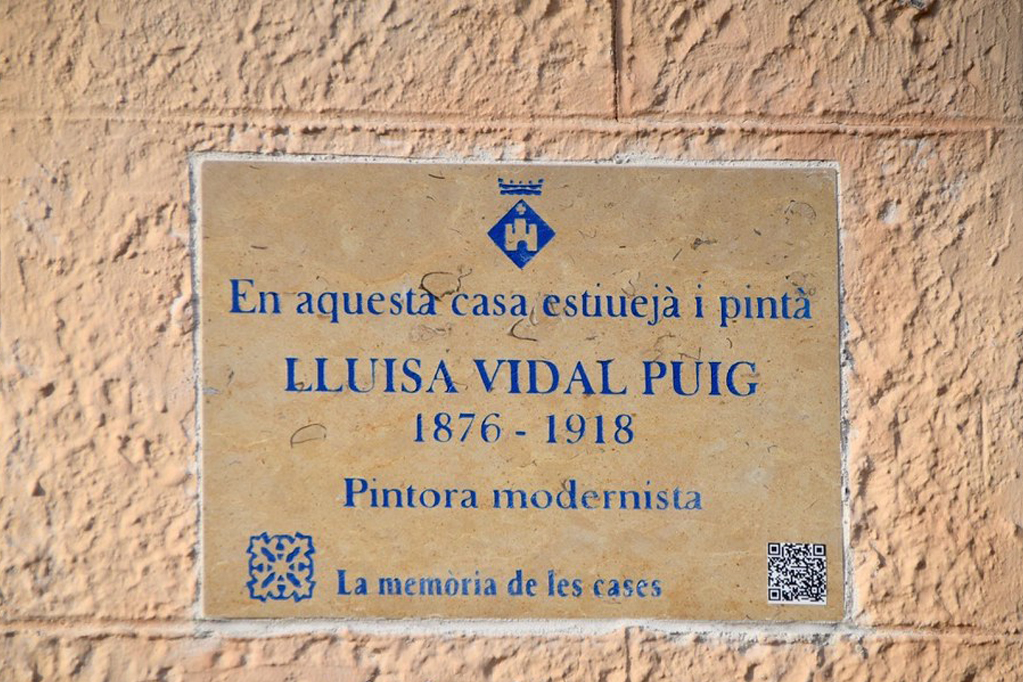 En aquesta casa estiuejà i pintà
LLUISA VIDAL PUIG
1876 - 1918
Pintora modernista
La memòria de les cases